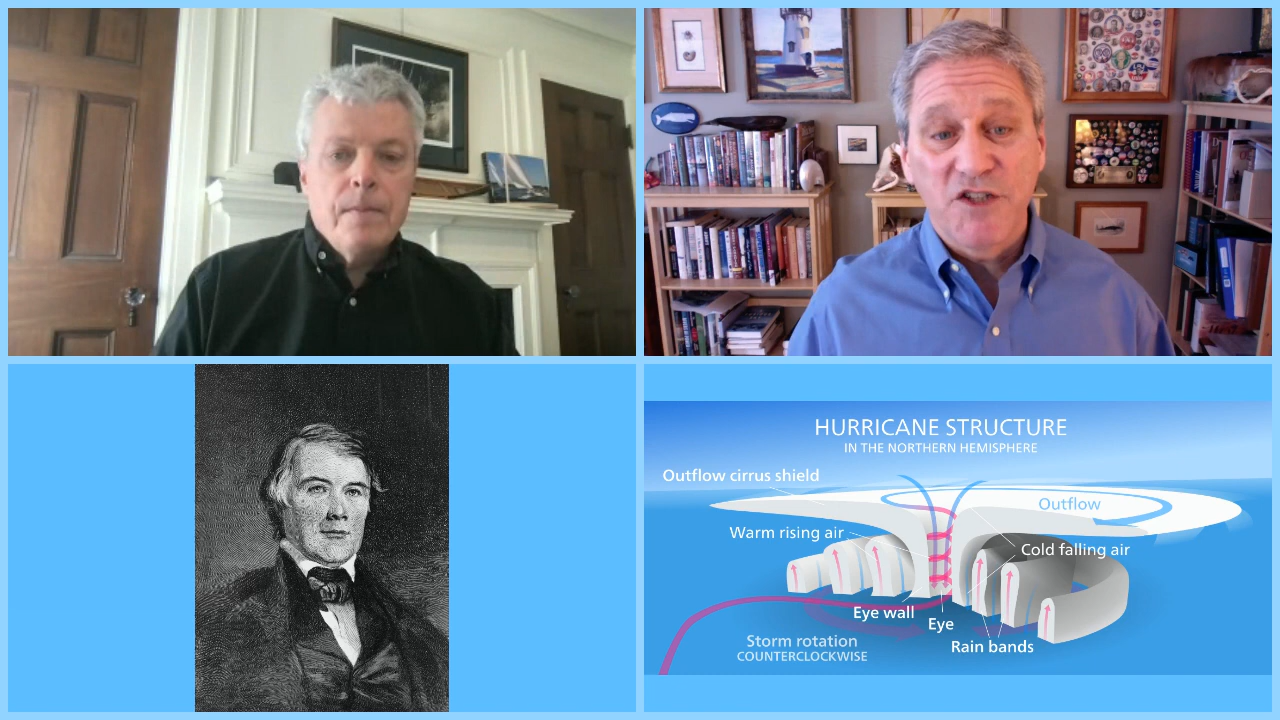 HURRICANE STRUCTURE
IN THE NORTHERN HEMISPHERE
Outflow cirrus shield
Outflow
Warm rising air
Cold falling air
Eye wall
Eye
Rain bands
Storm rotation
COUNTERCLOCKWISE